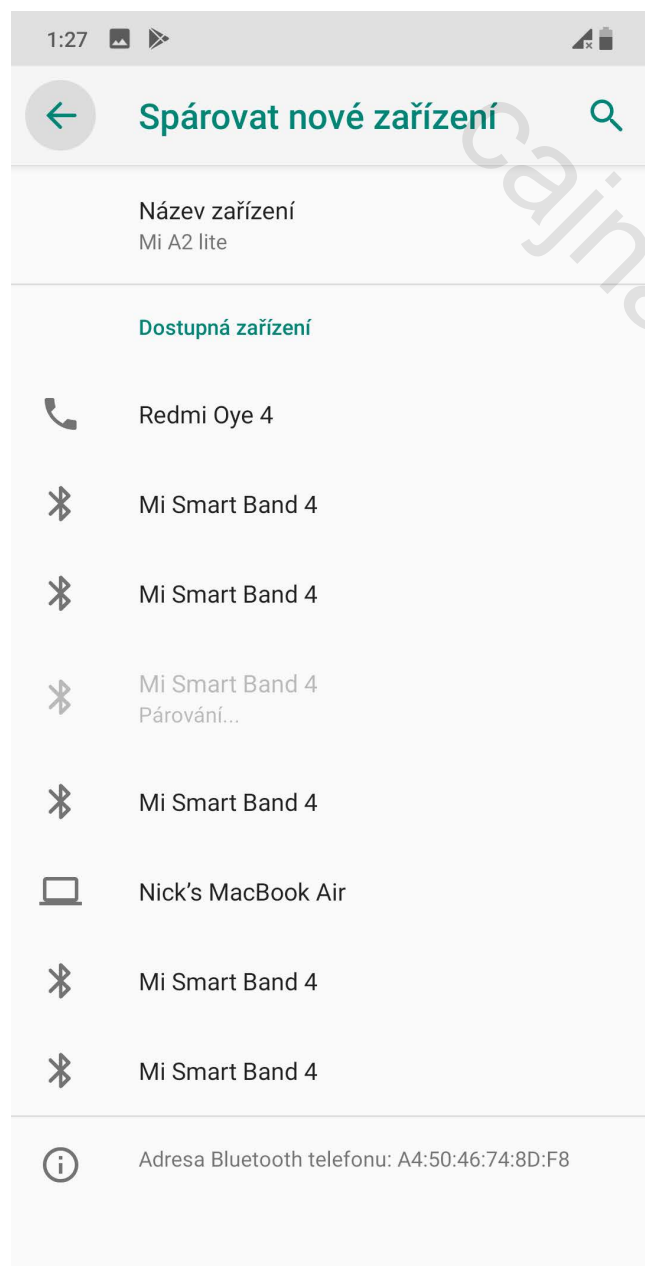 1:27
Spárovat nové zařízení
Název zařízení
Mi A2 lite
Dostupná zařízení
Redmi Oye 4
Mi Smart Band 4
Mi Smart Band 4
Mi Smart Band 4
Párování...
Mi Smart Band 4
Nick’s MacBook Air
Mi Smart Band 4
Mi Smart Band 4
Adresa Bluetooth telefonu: A4:50:46:74:8D:F8